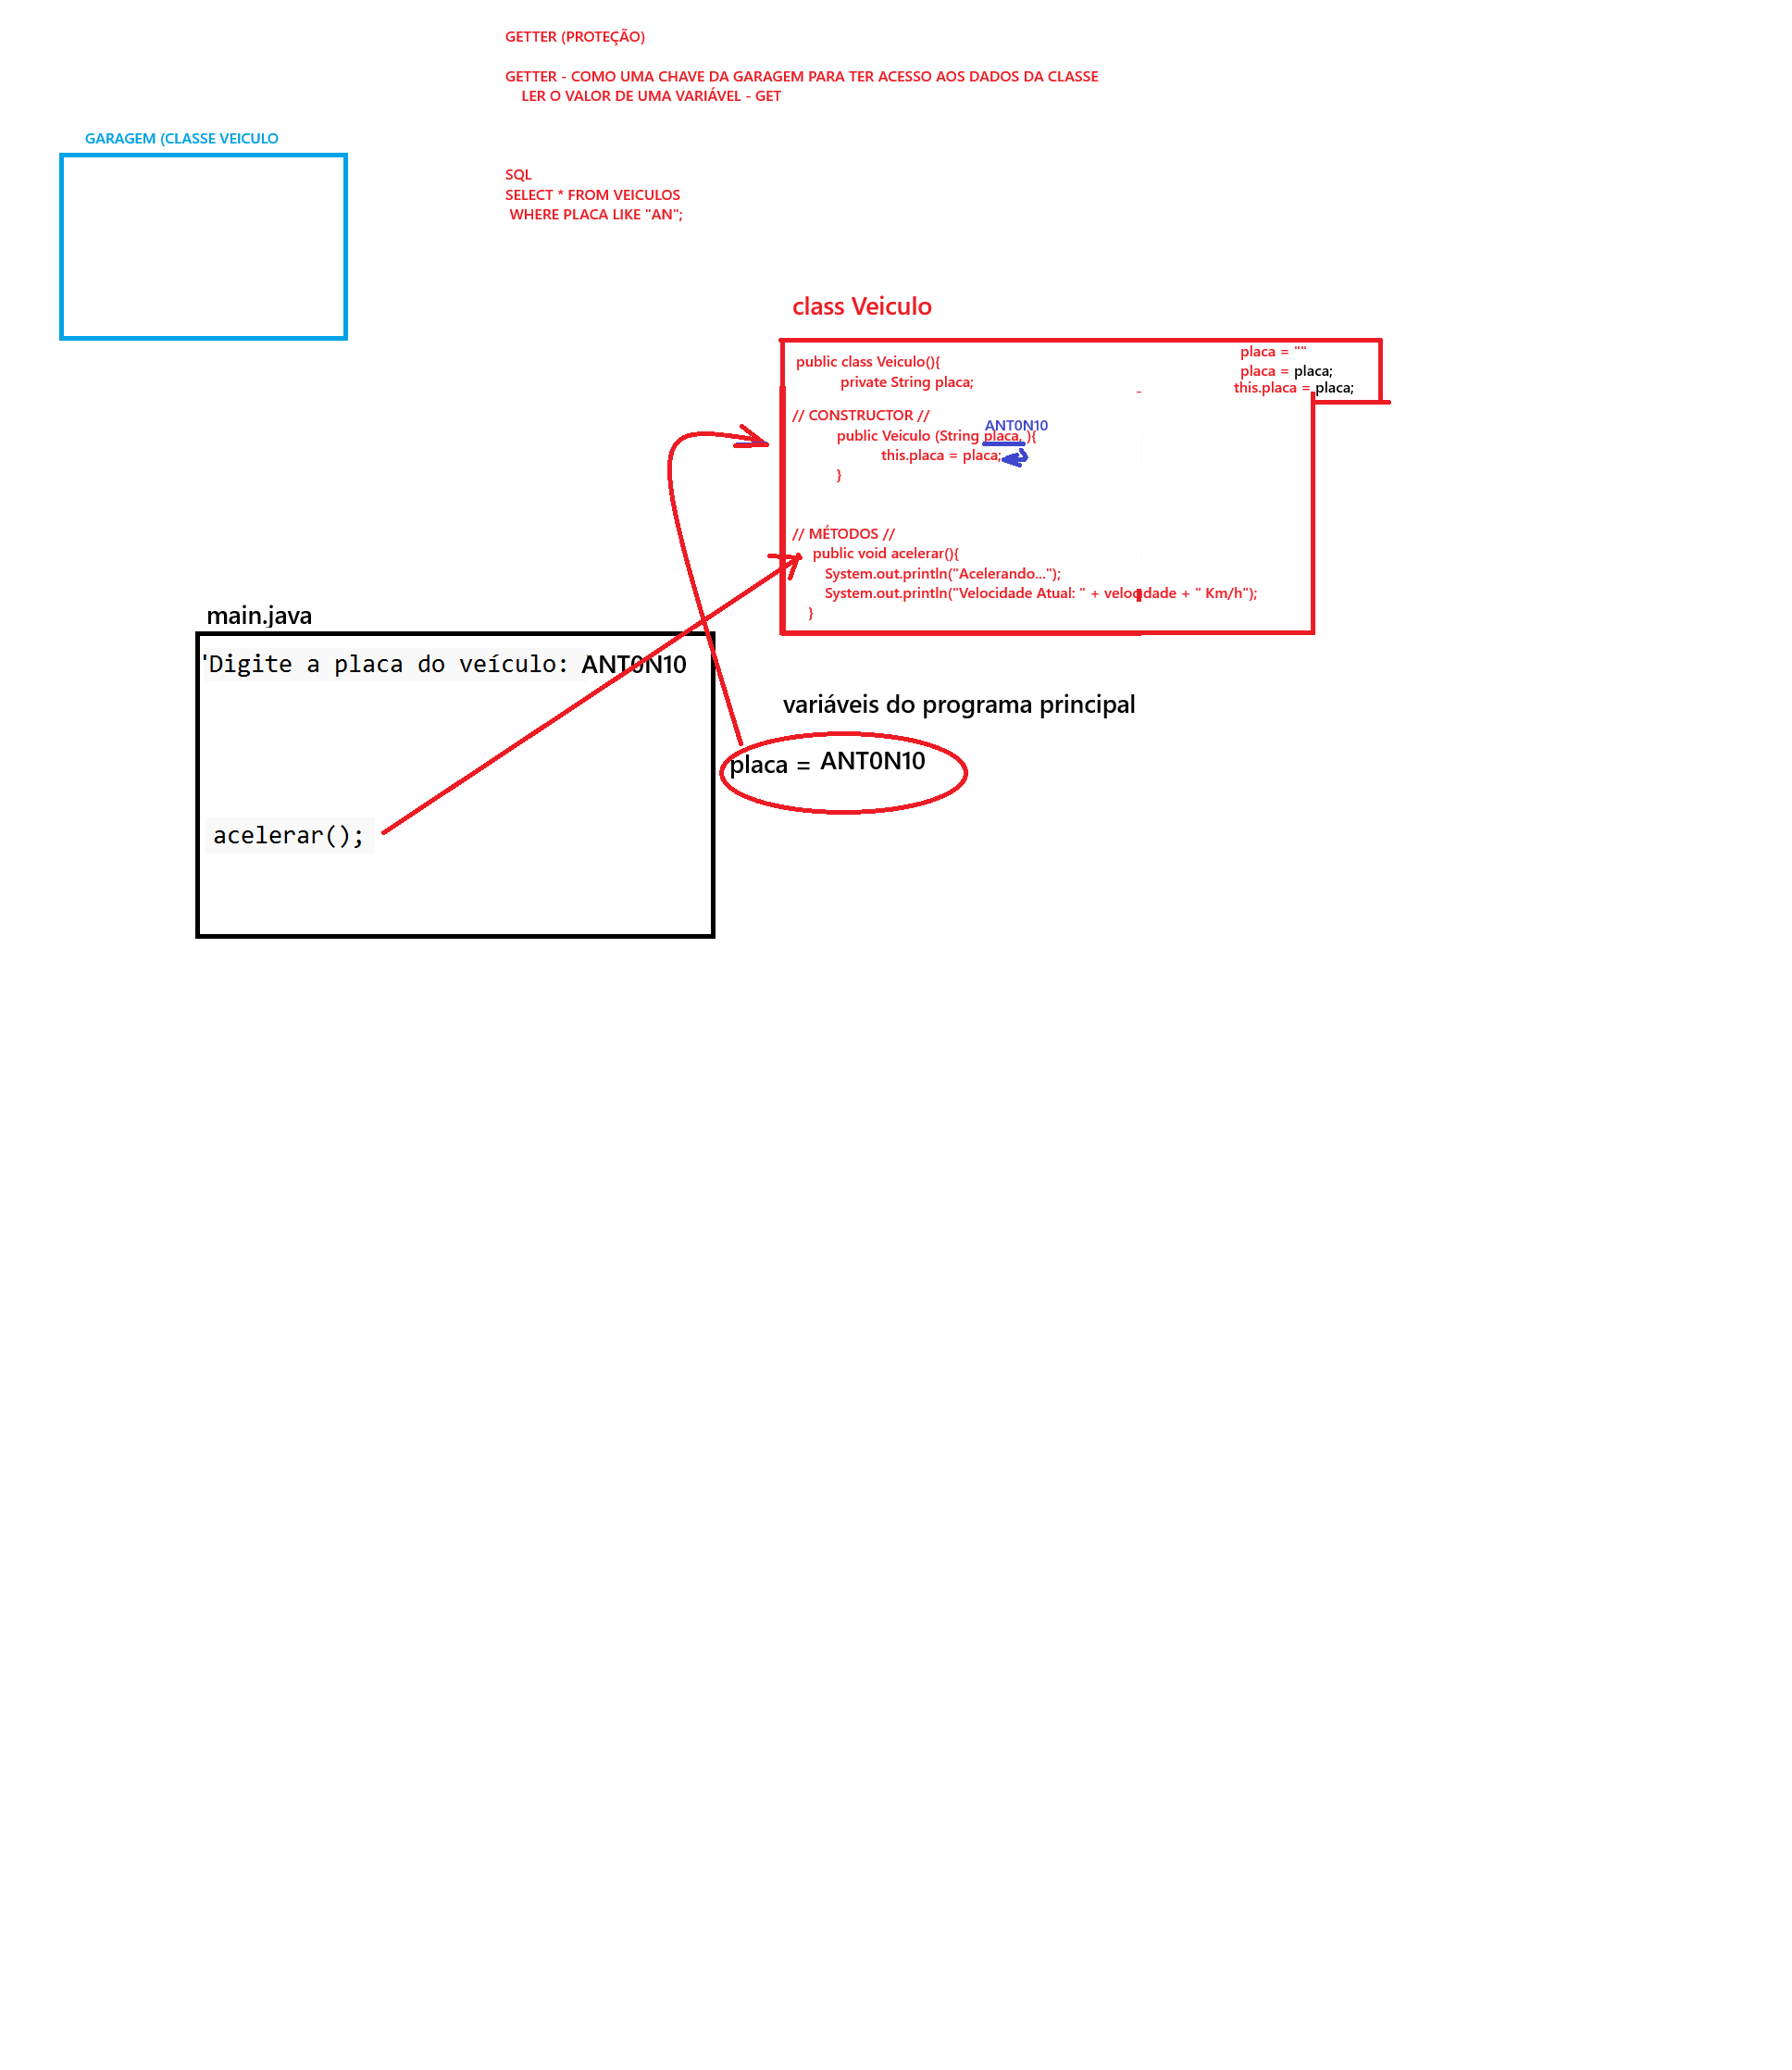 GETTER (PROTEÇÃO)
GETTER - COMO UMA CHAVE DA GARAGEM PARA TER ACESSO AOS DADOS DA CLASSE
LER O VALOR DE UMA VARIÁVEL - GET
GARAGEM (CLASSE VEICULO
SQL
SELECT * FROM VEICULOS
WHERE PLACA LIKE "AN";
class Veiculo
public class Veiculo(){
private String placa;
placa = ""
placa = placa;
this.placa = placa;
// CONSTRUCTOR //
ANT0N10
public Veiculo (String placa, ){
this.placa = placa;
}
// MÉTODOS //
public void acelerar(){
System.out.println("Acelerando...");
System.out.println("Velocidade Atual: " + velocidade + " Km/h");
}
main.java
'Digite a placa do veículo: ANT0N10
variáveis do programa principal
placa = ANT0N10
acelerar();